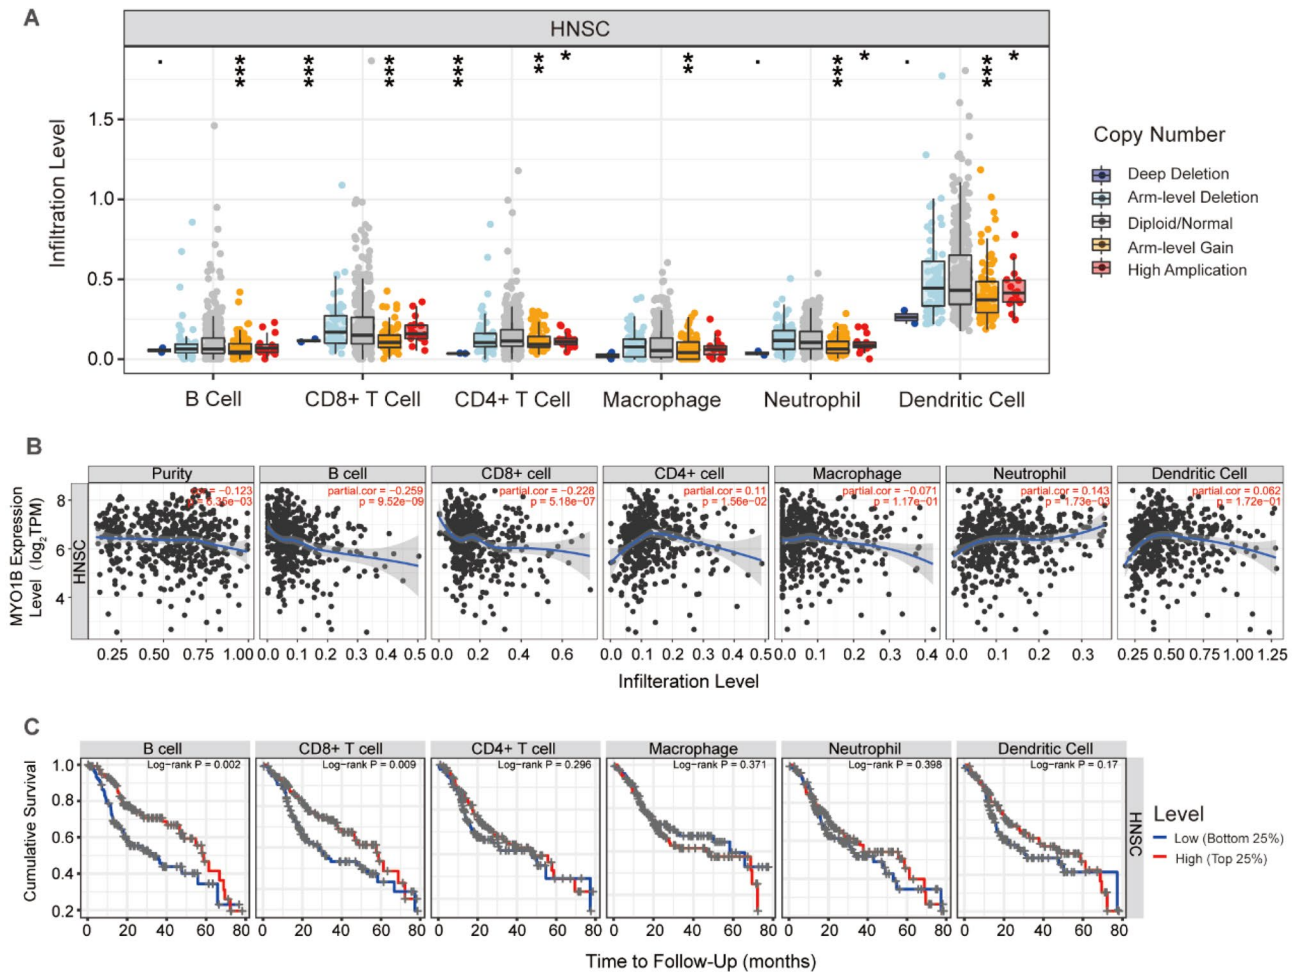 A
HNSC
. *** *** *** *** ** * ** . *** * . *** *
Infiltration Level
1.5
1.0
0.5
0.0
B Cell CD8+ T Cell CD4+ T Cell Macrophage Neutrophil Dendritic Cell
Copy Number
Deep Deletion
Arm-level Deletion
Diploid/Normal
Arm-level Gain
High Amplication
B
Purity B cell CD8+ cell CD4+ cell Macrophage Neutrophil Dendritic Cell
= −0.123 partial.cor = −0.259 partial.cor = −0.228 partial.cor = 0.11 partial.cor = −0.071 partial.cor = 0.143 partial.cor = 0.062
p = 6.35e−03 p = 9.52e−09 p = 5.18e−07 p = 1.56e−02 p = 1.17e−01 p = 1.73e−03 p = 1.72e−01
MYO1B Expression
Level (log2TPM)
HNSC
8
6
4
0.25 0.50 0.75 1.00 0.0 0.1 0.2 0.3 0.4 0.5 0.0 0.2 0.4 0.6 0.0 0.1 0.2 0.3 0.4 0.5 0.0 0.1 0.2 0.3 0.4 0.0 0.1 0.2 0.3 0.25 0.50 0.75 1.00 1.25
Infilteration Level
C
B cell CD8+ T cell CD4+ T cell Macrophage Neutrophil Dendritic Cell
Log−rank P = 0.002 Log−rank P = 0.009 Log−rank P = 0.296 Log−rank P = 0.371 Log−rank P = 0.398 Log−rank P = 0.17
Cumulative Survival
1.0
0.8
0.6
0.4
0.2
HNSC
Level
Low (Bottom 25%)
High (Top 25%)
0 20 40 60 80 0 20 40 60 80 0 20 40 60 80 0 20 40 60 80 0 20 40 60 80 0 20 40 60 80
Time to Follow-Up (months)